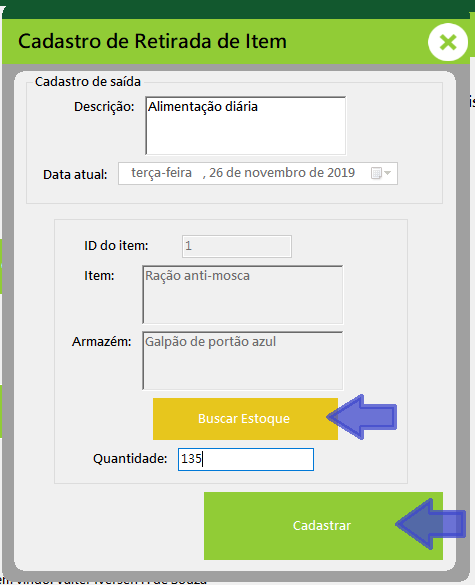 Cadastro de Retirada de Item
Cadastro de saída
Descrição: Alimentação diária
Data atual: terça-feira , 26 de novembro de 2019
ID do item: 1
Item: Ração anti-mosca
Armazém: Galpão de portão azul
Buscar Estoque
Quantidade: 135
Cadastrar